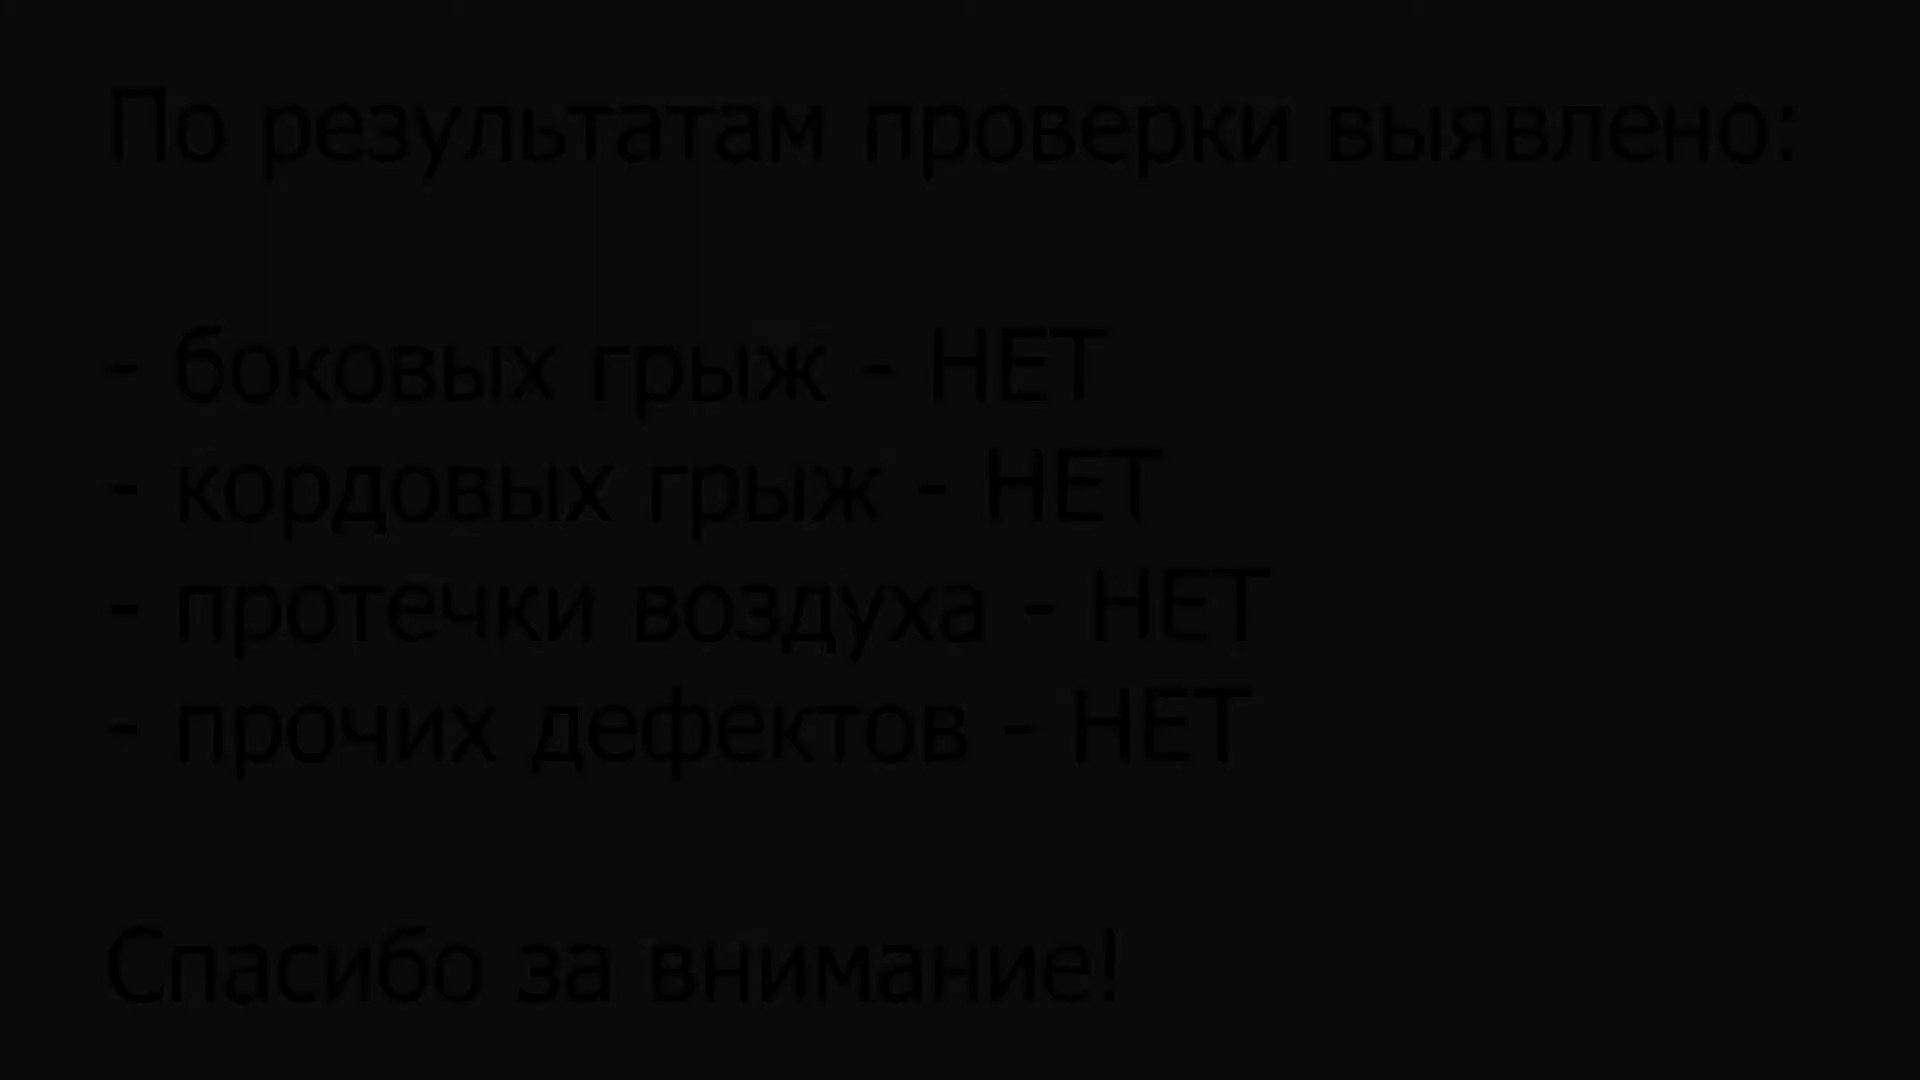 По результатам проверки выявлено:
- боковых грыж - НЕТ
- кордовых грыж - НЕТ
- протечки воздуха - НЕТ
- прочих дефектов - НЕТ
Спасибо за внимание!